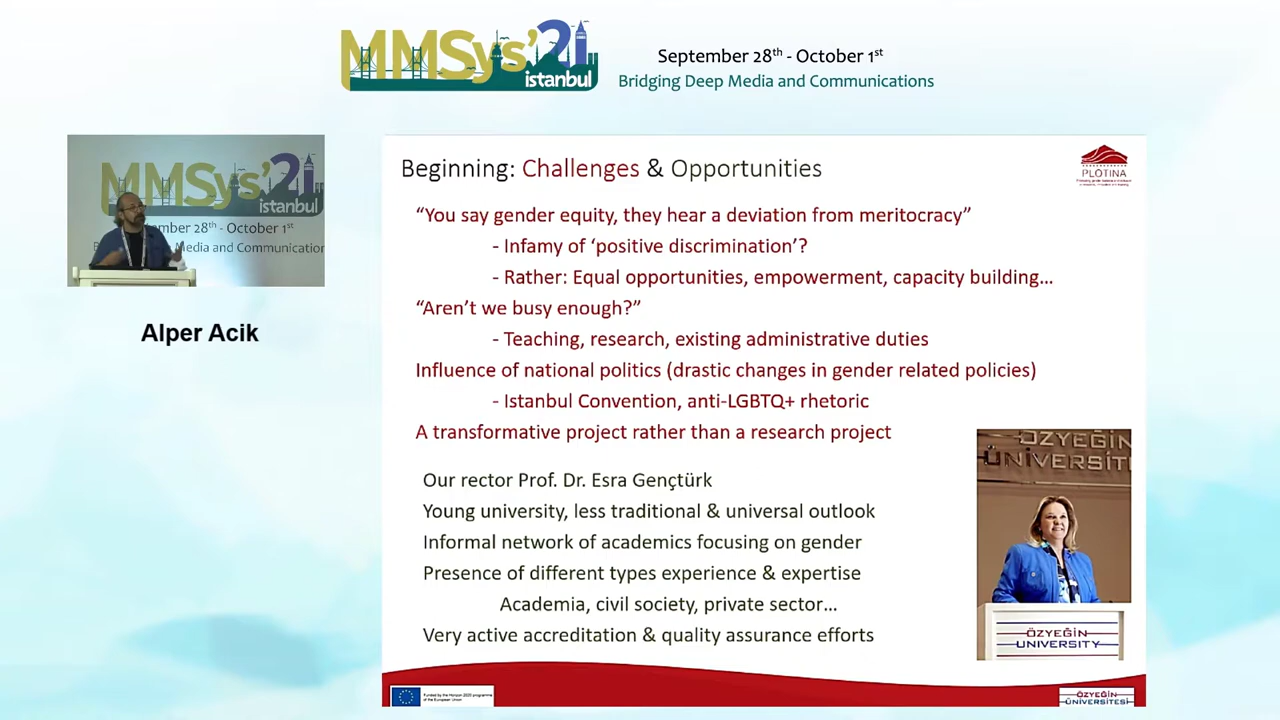 MMSys'21
istanbul
September 28th - October 1st
Bridging Deep Media and Communications
MMSys'21
istanbul
tember 28th - October 1st
Media and Communication
Alper Acik
Beginning: Challenges & Opportunities
PLOTINA
“You say gender equity, they hear a deviation from meritocracy”
- Infamy of ‘positive discrimination’?
- Rather: Equal opportunities, empowerment, capacity building…
“Aren’t we busy enough?”
- Teaching, research, existing administrative duties
Influence of national politics (drastic changes in gender related policies)
- Istanbul Convention, anti-LGBTQ+ rhetoric
A transformative project rather than a research project
Our rector Prof. Dr. Esra Gençtürk
Young university, less traditional & universal outlook
Informal network of academics focusing on gender
Presence of different types experience & expertise
Academia, civil society, private sector…
Very active accreditation & quality assurance efforts
ÖZYEĞİN
ÜNİVERSİTE
ÖZYEĞİN
UNIVERSITY
Funded by the Horizon 2020 programme
of the European Union
ÖZYEĞİN
ÜNİVERSİTESİ